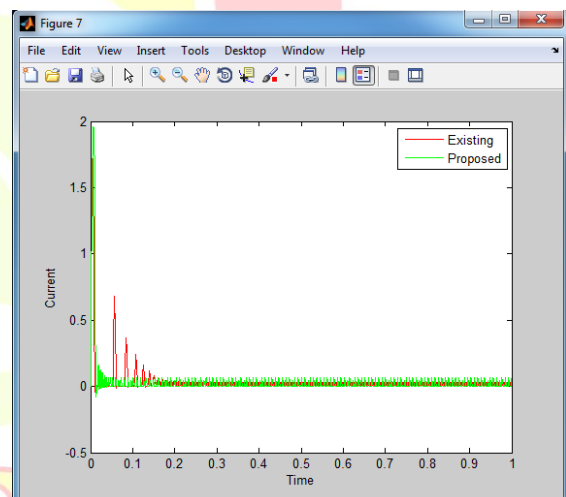 Figure 7
File Edit View Insert Tools Desktop Window Help
Existing
Proposed
2
1.5
1
0.5
0
-0.5
Current
0 0.1 0.2 0.3 0.4 0.5 0.6 0.7 0.8 0.9 1
Time